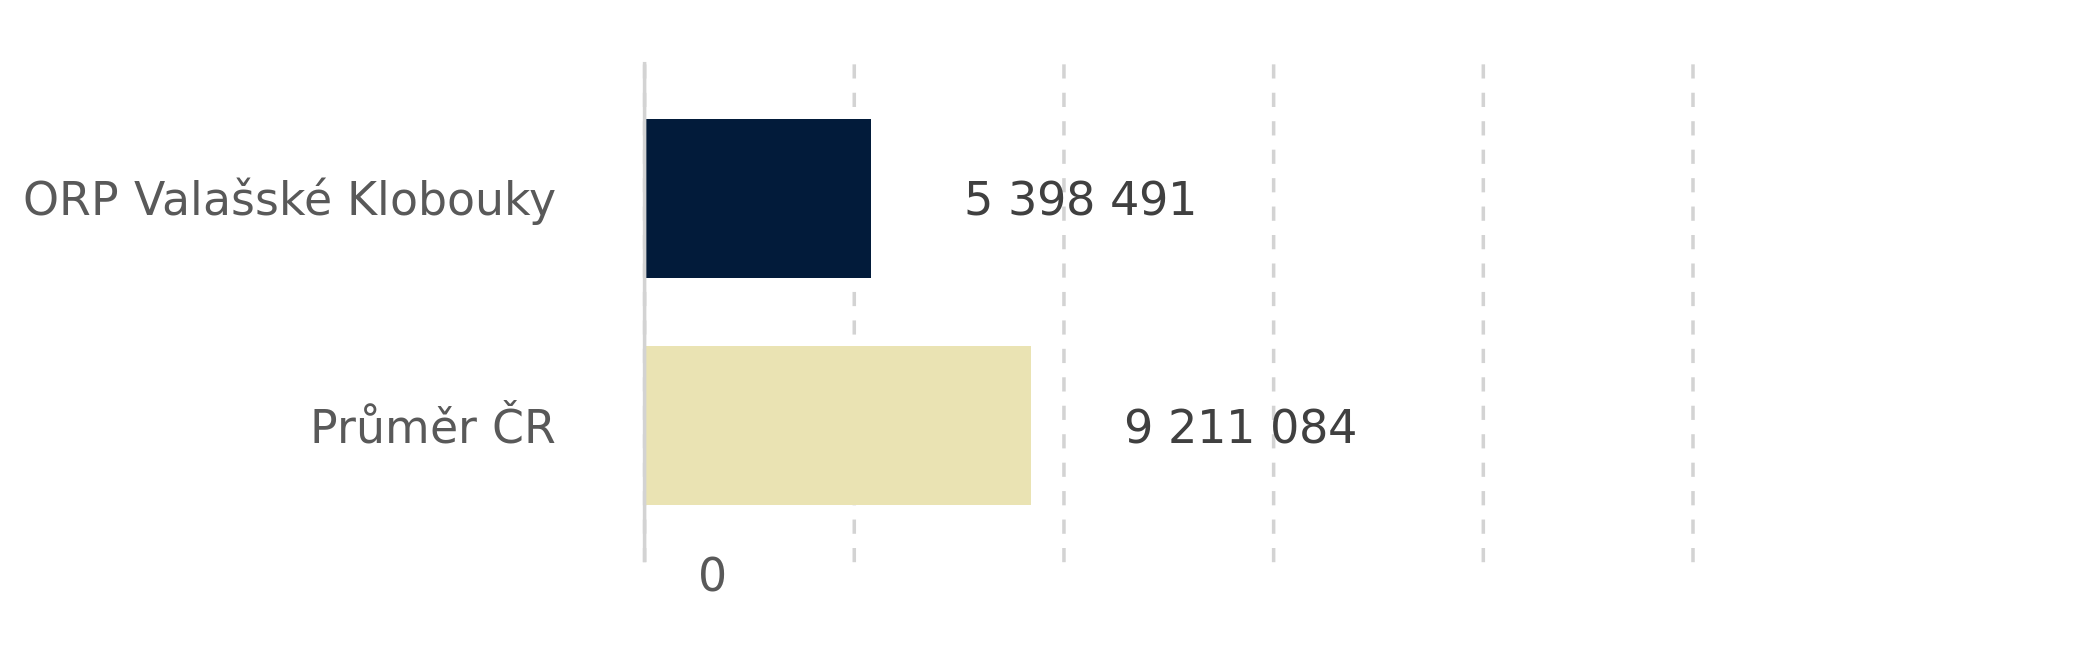 ORP Valašské Klobouky 5 398 491
Průměr ČR 9 211 084
0